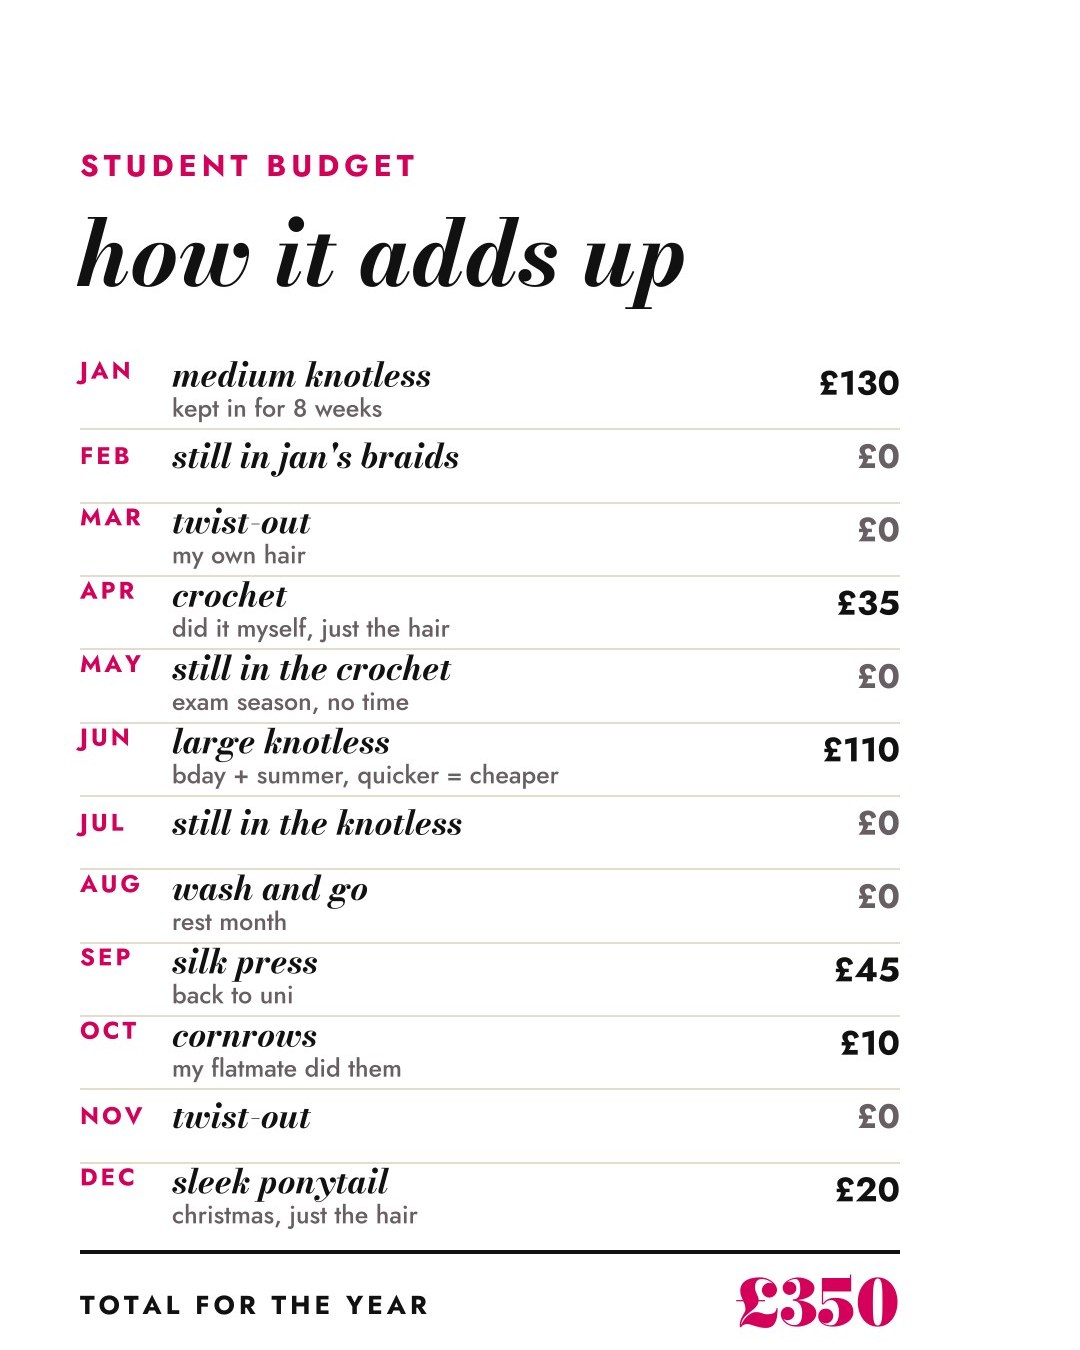 STUDENT BUDGET
how it adds up
JAN medium knotless £130
kept in for 8 weeks
FEB still in jan's braids £0
MAR twist-out £0
my own hair
APR crochet £35
did it myself, just the hair
MAY still in the crochet £0
exam season, no time
JUN large knotless £110
bday + summer, quicker = cheaper
JUL still in the knotless £0
AUG wash and go £0
rest month
SEP silk press £45
back to uni
OCT cornrows £10
my flatmate did them
NOV twist-out £0
DEC sleek ponytail £20
christmas, just the hair
TOTAL FOR THE YEAR £350